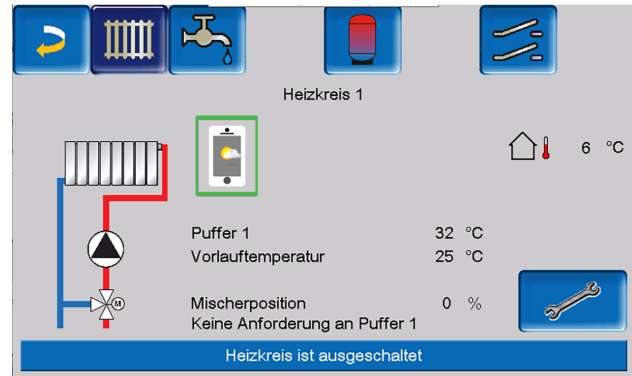 Heizkreis 1
6 °C
Puffer 1 32 °C
Vorlauftemperatur 25 °C
M
Mischerposition 0 %
Keine Anforderung an Puffer 1
Heizkreis ist ausgeschaltet